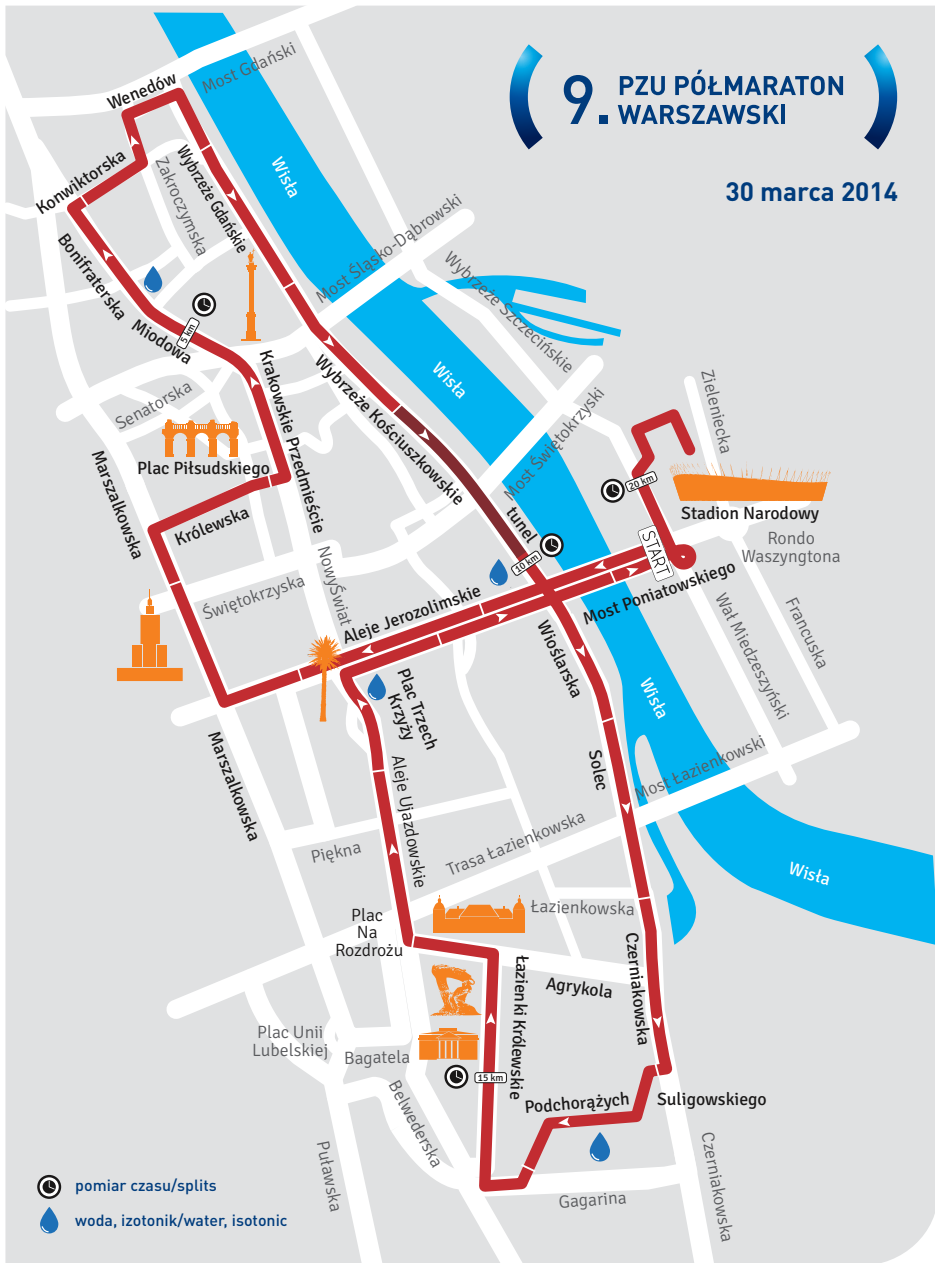 9. PZU PÓŁMARATON
WARSZAWSKI
30 marca 2014
Most Gdański
Wenedów
Konwiktorska
Zakroczymska
Wybrzeże Gdańskie
Wisła
Most Śląsko-Dąbrowski
Wybrzeże Szczecińskie
Bonifraterska
Miodowa
5 km
Senatorska
Krakowskie Przedmieście
Wybrzeże Kościuszkowskie
Wisła
Most Świętokrzyski
Zieleniecka
Plac Piłsudskiego
Marszałkowska
Królewska
tunel
10 km
20 km
Stadion Narodowy
START
Rondo
Waszyngtona
NowyŚwiat
Świętokrzyska
Aleje Jerozolimskie
Most Poniatowskiego
Wał Miedzeszyński
Francuska
Wioślarska
Plac Trzech
Krzyży
Wisła
Marszałkowska
Aleje Ujazdowskie
Solec
Most Łazienkowski
Piękna
Trasa Łazienkowska
Wisła
Łazienkowska
Plac
Na
Rozdrożu
Czerniakowska
Agrykola
Łazienki Królewskie
Plac Unii
Lubelskiej
Bagatela
15 km
Belwederska
Podchorążych
Suligowskiego
Puławska
Gagarina
Czerniakowska
pomiar czasu/splits
woda, izotonik/water, isotonic